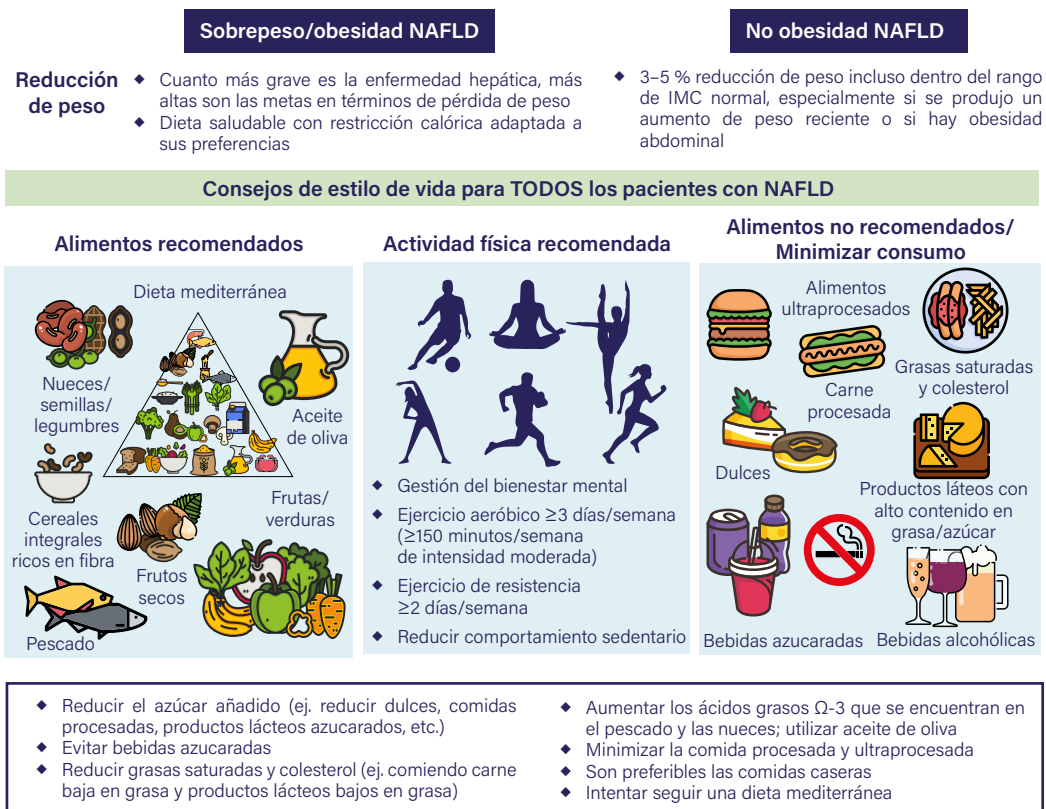 Sobrepeso/obesidad NAFLD
No obesidad NAFLD
Reducción
de peso
◆ Cuanto más grave es la enfermedad hepática, más
altas son las metas en términos de pérdida de peso
◆ Dieta saludable con restricción calórica adaptada a
sus preferencias
◆ 3–5 % reducción de peso incluso dentro del rango
de IMC normal, especialmente si se produjo un
aumento de peso reciente o si hay obesidad
abdominal
Consejos de estilo de vida para TODOS los pacientes con NAFLD
Alimentos recomendados
Dieta mediterránea
Nueces/
semillas/
legumbres
Aceite
de oliva
Cereales
integrales
ricos en fibra
Frutos
secos
Frutas/
verduras
Pescado
Actividad física recomendada
◆ Gestión del bienestar mental
◆ Ejercicio aeróbico ≥3 días/semana
(≥150 minutos/semana
de intensidad moderada)
◆ Ejercicio de resistencia
≥2 días/semana
◆ Reducir comportamiento sedentario
Alimentos no recomendados/
Minimizar consumo
Alimentos
ultraprocesados
Carne
procesada
Grasas saturadas
y colesterol
Dulces
Productos láteos con
alto contenido en
grasa/azúcar
Bebidas azucaradas
Bebidas alcohólicas
◆ Reducir el azúcar añadido (ej. reducir dulces, comidas
procesadas, productos lácteos azucarados, etc.)
◆ Evitar bebidas azucaradas
◆ Reducir grasas saturadas y colesterol (ej. comiendo carne
baja en grasa y productos lácteos bajos en grasa)
◆ Aumentar los ácidos grasos Ω-3 que se encuentran en
el pescado y las nueces; utilizar aceite de oliva
◆ Minimizar la comida procesada y ultraprocesada
◆ Son preferibles las comidas caseras
◆ Intentar seguir una dieta mediterránea